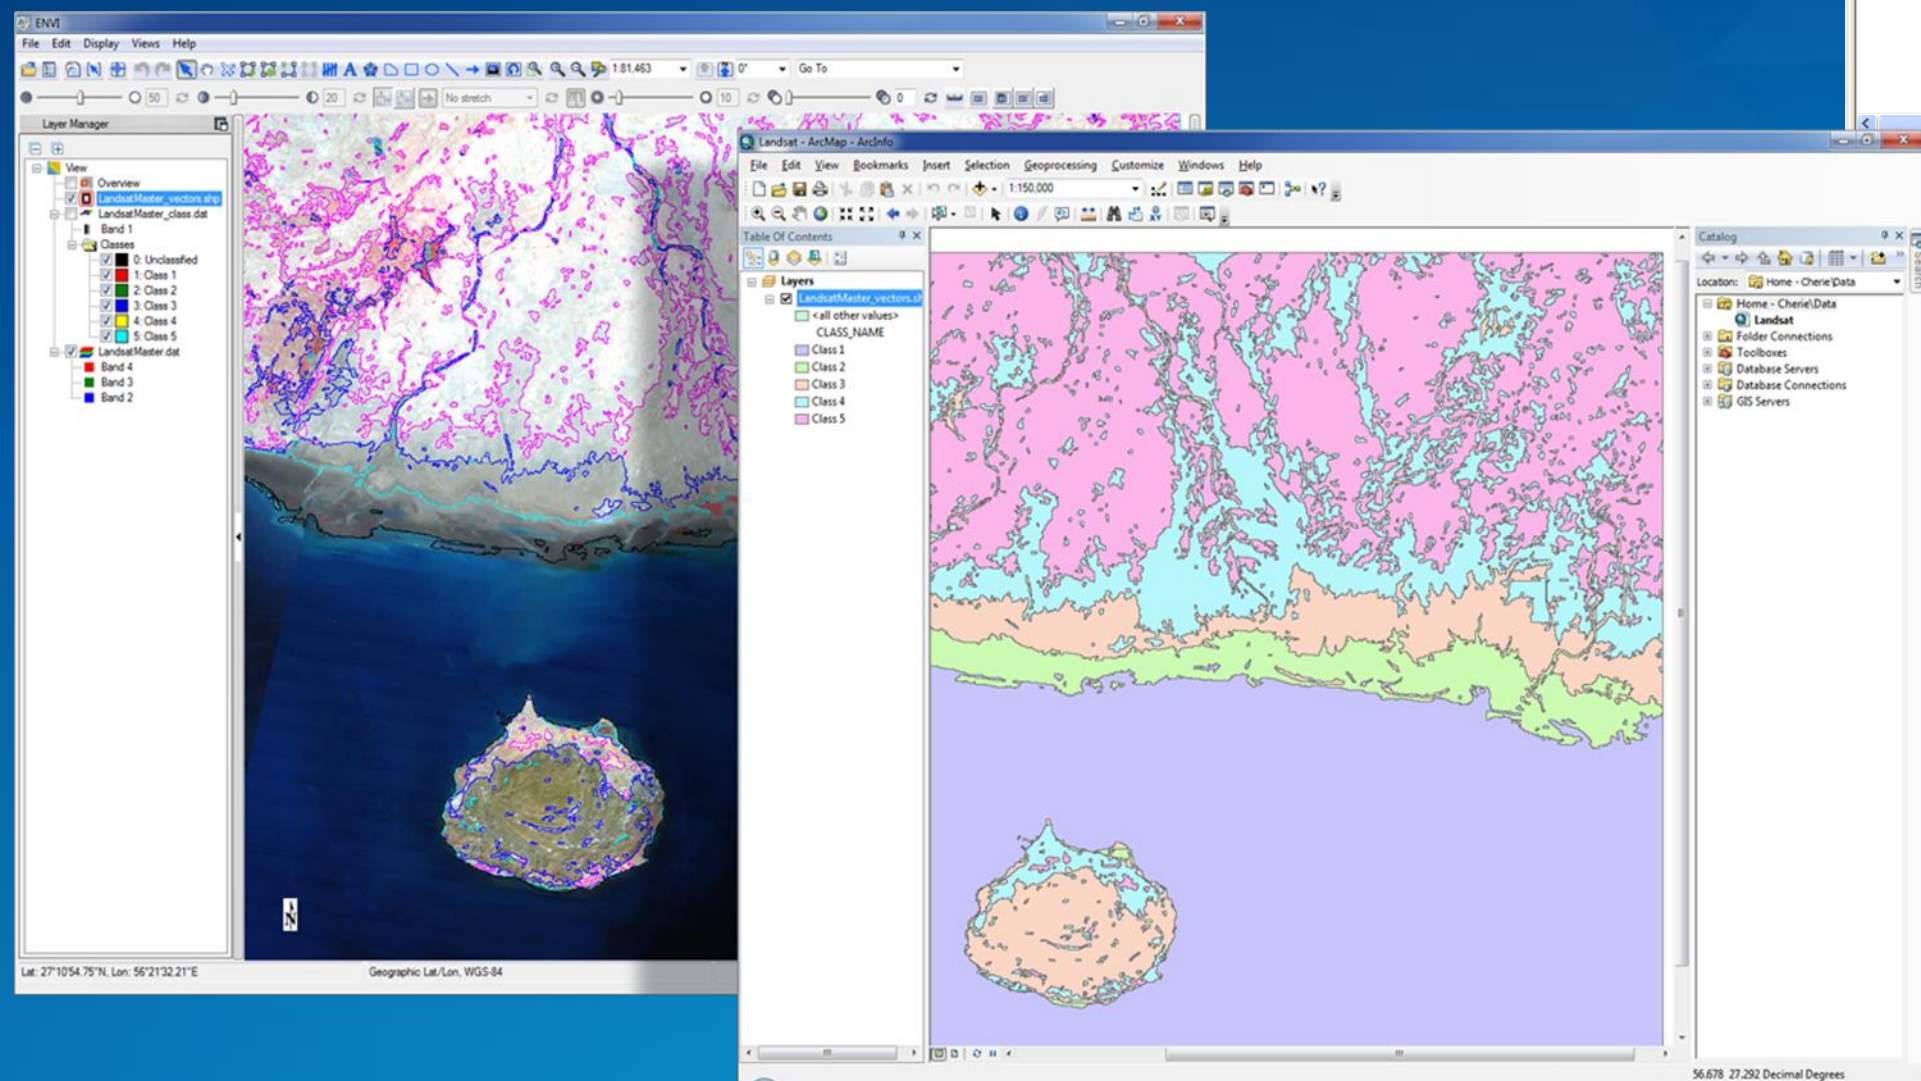 ENVI
File Edit Display Views Help
1:81,463 0° Go To
50 20 No stretch 10 0
Layer Manager
View
Overview
LandsatMaster_vectors.shp
LandsatMaster_class.dat
Band 1
Classes
0: Unclassified
1: Class 1
2: Class 2
3: Class 3
4: Class 4
5: Class 5
LandsatMaster.dat
Band 4
Band 3
Band 2
N
Lat: 27°10'54.75"N, Lon: 56°21'32.21"E Geographic Lat/Lon, WGS-84
Landsat - ArcMap - ArcInfo
File Edit View Bookmarks Insert Selection Geoprocessing Customize Windows Help
1:150,000
Table Of Contents
Layers
LandsatMaster_vectors.sh
<all other values>
CLASS_NAME
Class 1
Class 2
Class 3
Class 4
Class 5
Catalog
Location: Home - Cherie\Data
Home - Cherie\Data
Landsat
Folder Connections
Toolboxes
Database Servers
Database Connections
GIS Servers
Search
56.678 27.292 Decimal Degrees